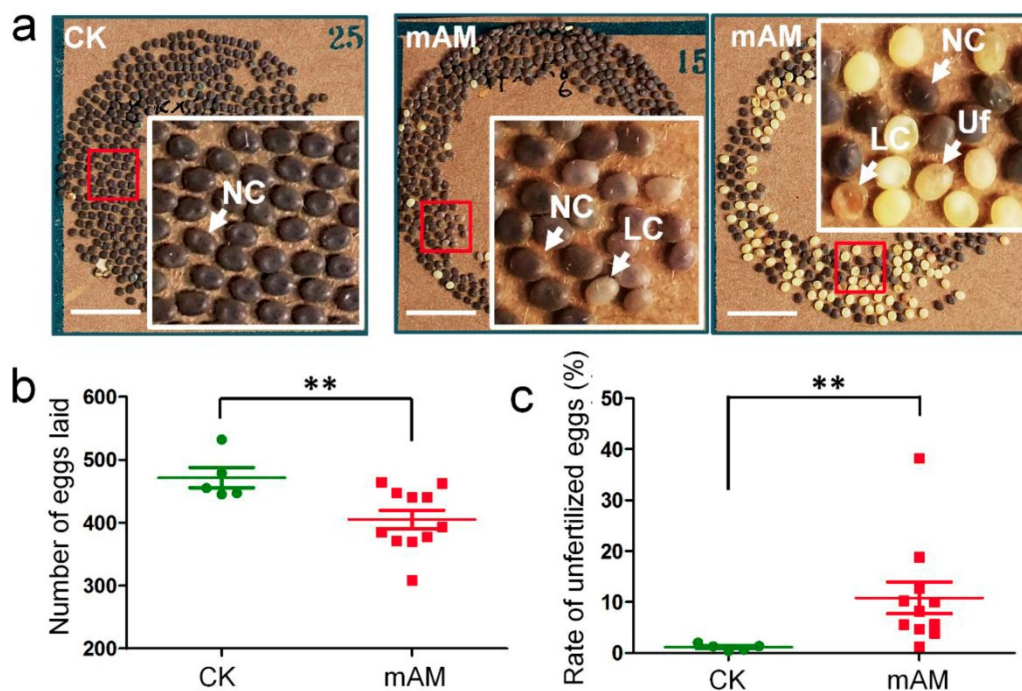 a
CK
25
NC
mAM
15
NC
LC
mAM
NC
Uf
LC
b
Number of eggs laid
600
500
400
300
200
**
CK
mAM
c
Rate of unfertilized eggs (%)
50
40
30
20
10
0
**
CK
mAM